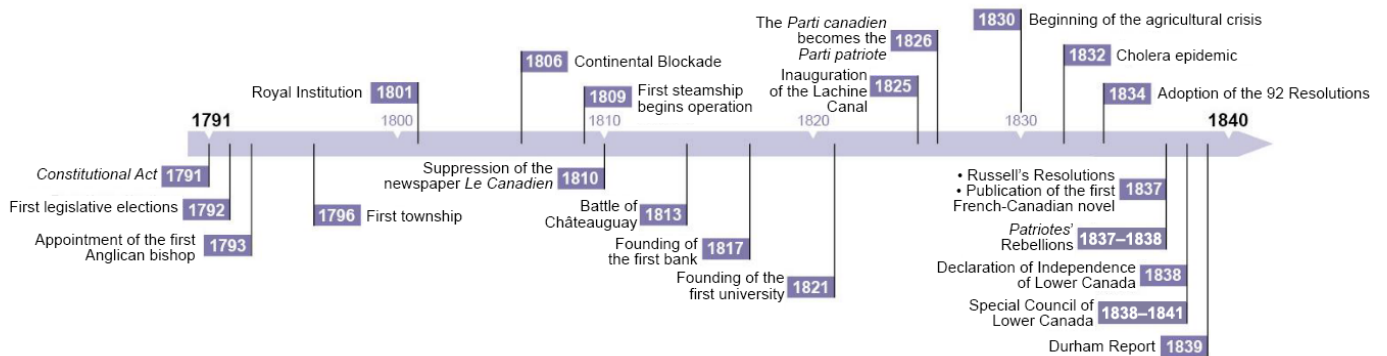 1830 Beginning of the agricultural crisis
The Parti canadien
becomes the
Parti patriote
1826
1832 Cholera epidemic
1806 Continental Blockade
Inauguration
of the Lachine
Canal
1825
Royal Institution 1801
1809 First steamship
begins operation
1834 Adoption of the 92 Resolutions
1791
1800
1810
1820
1830
1840
Constitutional Act 1791
First legislative elections 1792
Appointment of the first
Anglican bishop
1793
1796 First township
Suppression of the
newspaper Le Canadien
1810
Battle of
Châteauguay
1813
Founding of
the first bank
1817
Founding of the
first university
1821
• Russell's Resolutions
• Publication of the first
French-Canadian novel
1837
Patriotes'
Rebellions
1837–1838
Declaration of Independence
of Lower Canada
1838
Special Council of
Lower Canada
1838–1841
Durham Report 1839